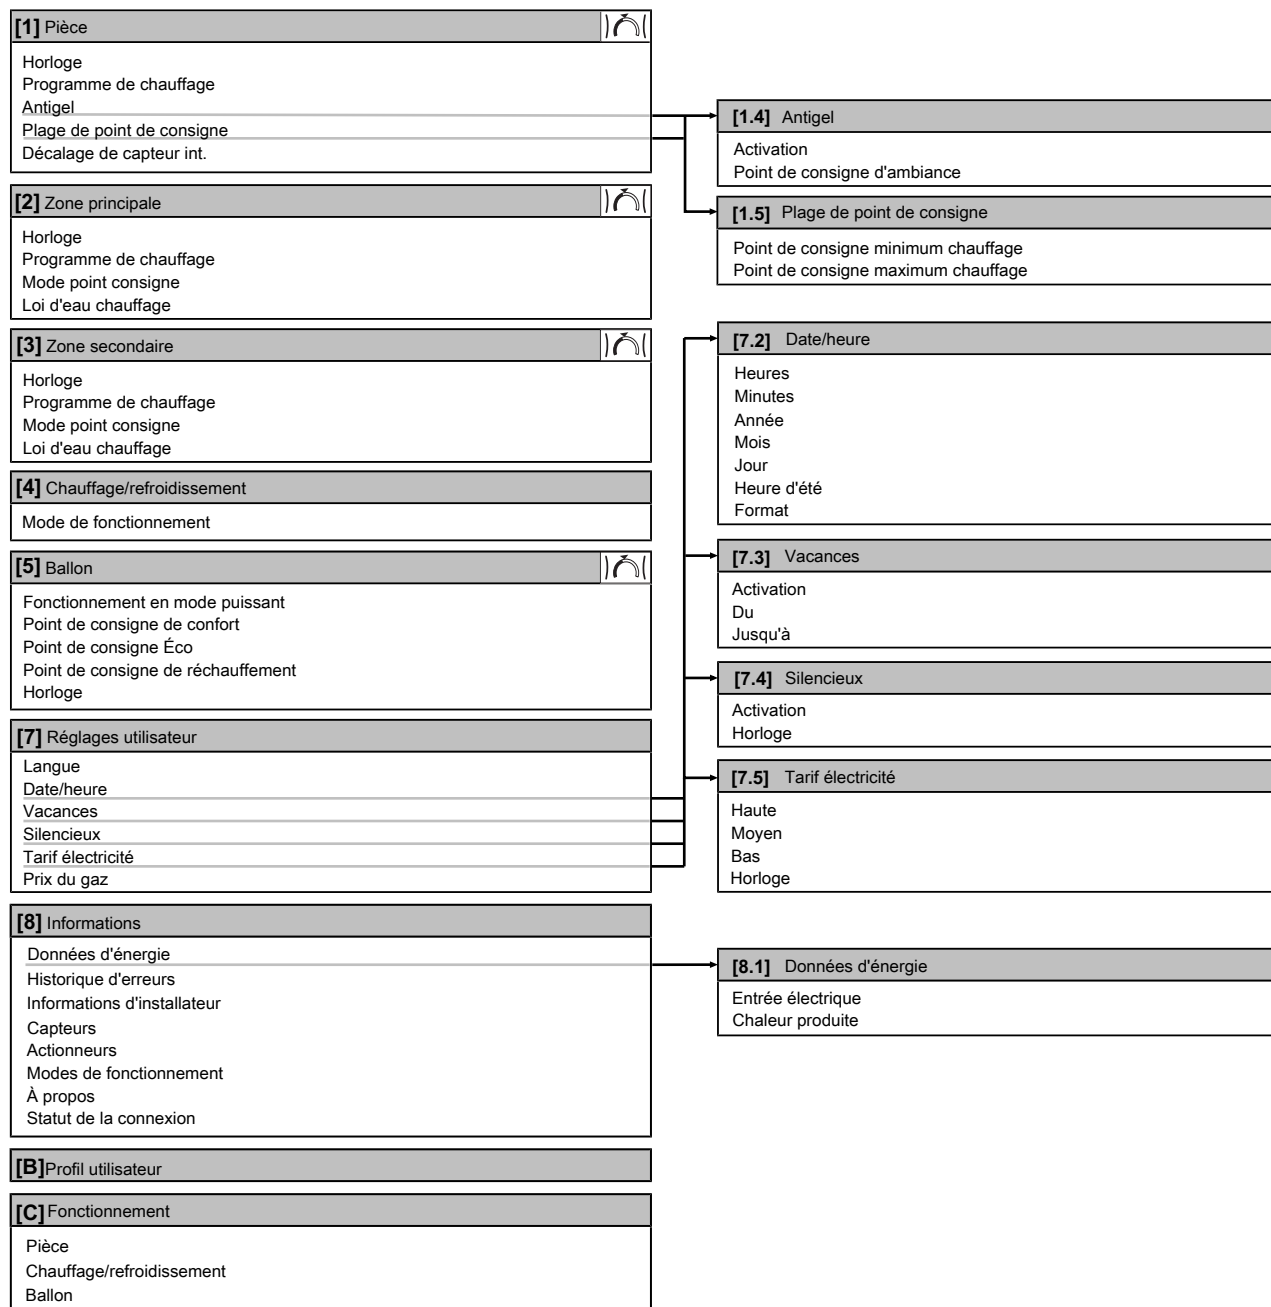 [1] Pièce
Horloge
Programme de chauffage
Antigel
Plage de point de consigne
Décalage de capteur int.
[2] Zone principale
Horloge
Programme de chauffage
Mode point consigne
Loi d'eau chauffage
[3] Zone secondaire
Horloge
Programme de chauffage
Mode point consigne
Loi d'eau chauffage
[4] Chauffage/refroidissement
Mode de fonctionnement
[5] Ballon
Fonctionnement en mode puissant
Point de consigne de confort
Point de consigne Éco
Point de consigne de réchauffement
Horloge
[7] Réglages utilisateur
Langue
Date/heure
Vacances
Silencieux
Tarif électricité
Prix du gaz
[8] Informations
Données d'énergie
Historique d'erreurs
Informations d'installateur
Capteurs
Actionneurs
Modes de fonctionnement
À propos
Statut de la connexion
[B] Profil utilisateur
[C] Fonctionnement
Pièce
Chauffage/refroidissement
Ballon
[1.4] Antigel
Activation
Point de consigne d'ambiance
[1.5] Plage de point de consigne
Point de consigne minimum chauffage
Point de consigne maximum chauffage
[7.2] Date/heure
Heures
Minutes
Année
Mois
Jour
Heure d'été
Format
[7.3] Vacances
Activation
Du
Jusqu'à
[7.4] Silencieux
Activation
Horloge
[7.5] Tarif électricité
Haute
Moyen
Bas
Horloge
[8.1] Données d'énergie
Entrée électrique
Chaleur produite